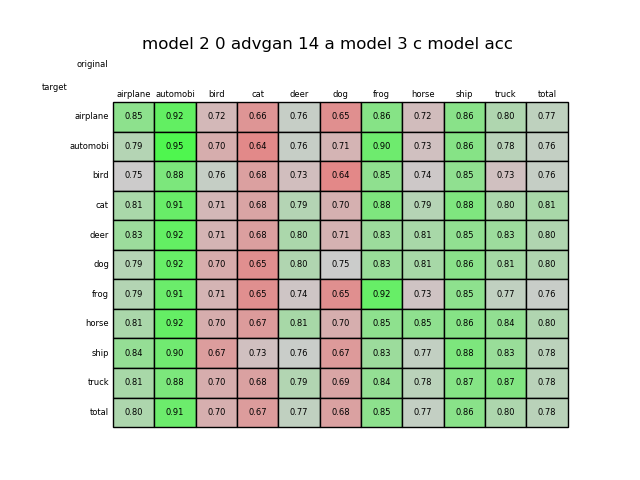 model 2 0 advgan 14 a model 3 c model acc
original
target
airplane automobi bird cat deer dog frog horse ship truck total
airplane 0.85 0.92 0.72 0.66 0.76 0.65 0.86 0.72 0.86 0.80 0.77
automobi 0.79 0.95 0.70 0.64 0.76 0.71 0.90 0.73 0.86 0.78 0.76
bird 0.75 0.88 0.76 0.68 0.73 0.64 0.85 0.74 0.85 0.73 0.76
cat 0.81 0.91 0.71 0.68 0.79 0.70 0.88 0.79 0.88 0.80 0.81
deer 0.83 0.92 0.71 0.68 0.80 0.71 0.83 0.81 0.85 0.83 0.80
dog 0.79 0.92 0.70 0.65 0.80 0.75 0.83 0.81 0.86 0.81 0.80
frog 0.79 0.91 0.71 0.65 0.74 0.65 0.92 0.73 0.85 0.77 0.76
horse 0.81 0.92 0.70 0.67 0.81 0.70 0.85 0.85 0.86 0.84 0.80
ship 0.84 0.90 0.67 0.73 0.76 0.67 0.83 0.77 0.88 0.83 0.78
truck 0.81 0.88 0.70 0.68 0.79 0.69 0.84 0.78 0.87 0.87 0.78
total 0.80 0.91 0.70 0.67 0.77 0.68 0.85 0.77 0.86 0.80 0.78